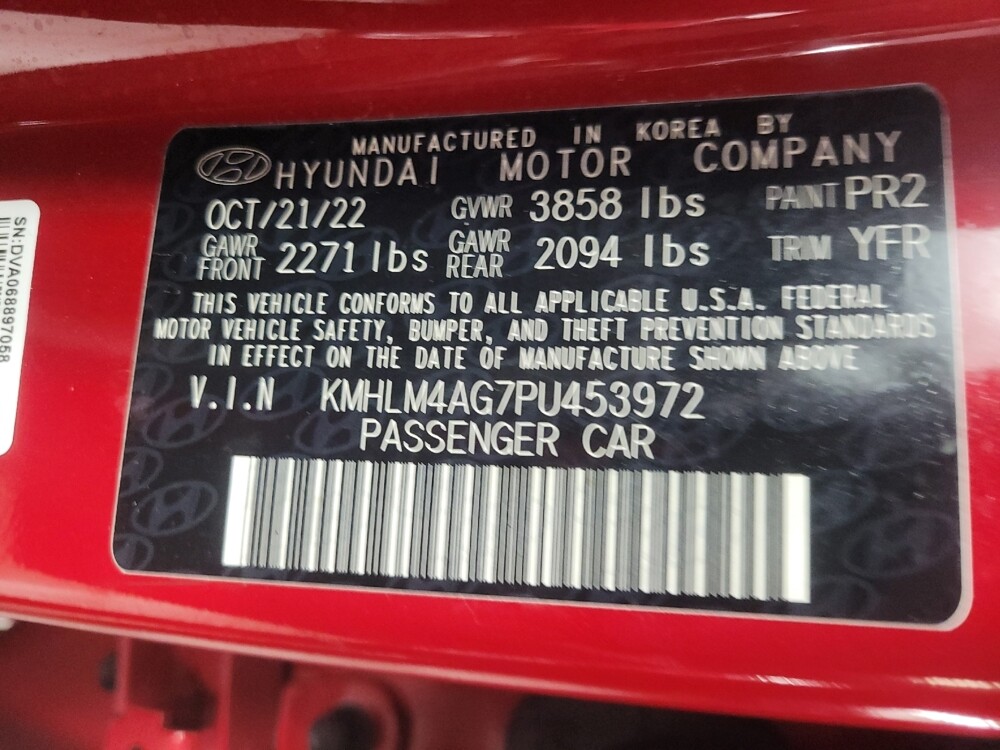 MANUFACTURED IN KOREA BY
HYUNDAI MOTOR COMPANY
OCT/21/22 GVWR 3858 lbs PAINT PR2
GAWR FRONT 2271 lbs GAWR REAR 2094 lbs TRIM YFR
THIS VEHICLE CONFORMS TO ALL APPLICABLE U.S.A. FEDERAL
MOTOR VEHICLE SAFETY, BUMPER, AND THEFT PREVENTION STANDARDS
IN EFFECT ON THE DATE OF MANUFACTURE SHOWN ABOVE
V.I.N KMHLM4AG7PU453972
PASSENGER CAR
SN:DVA068897058